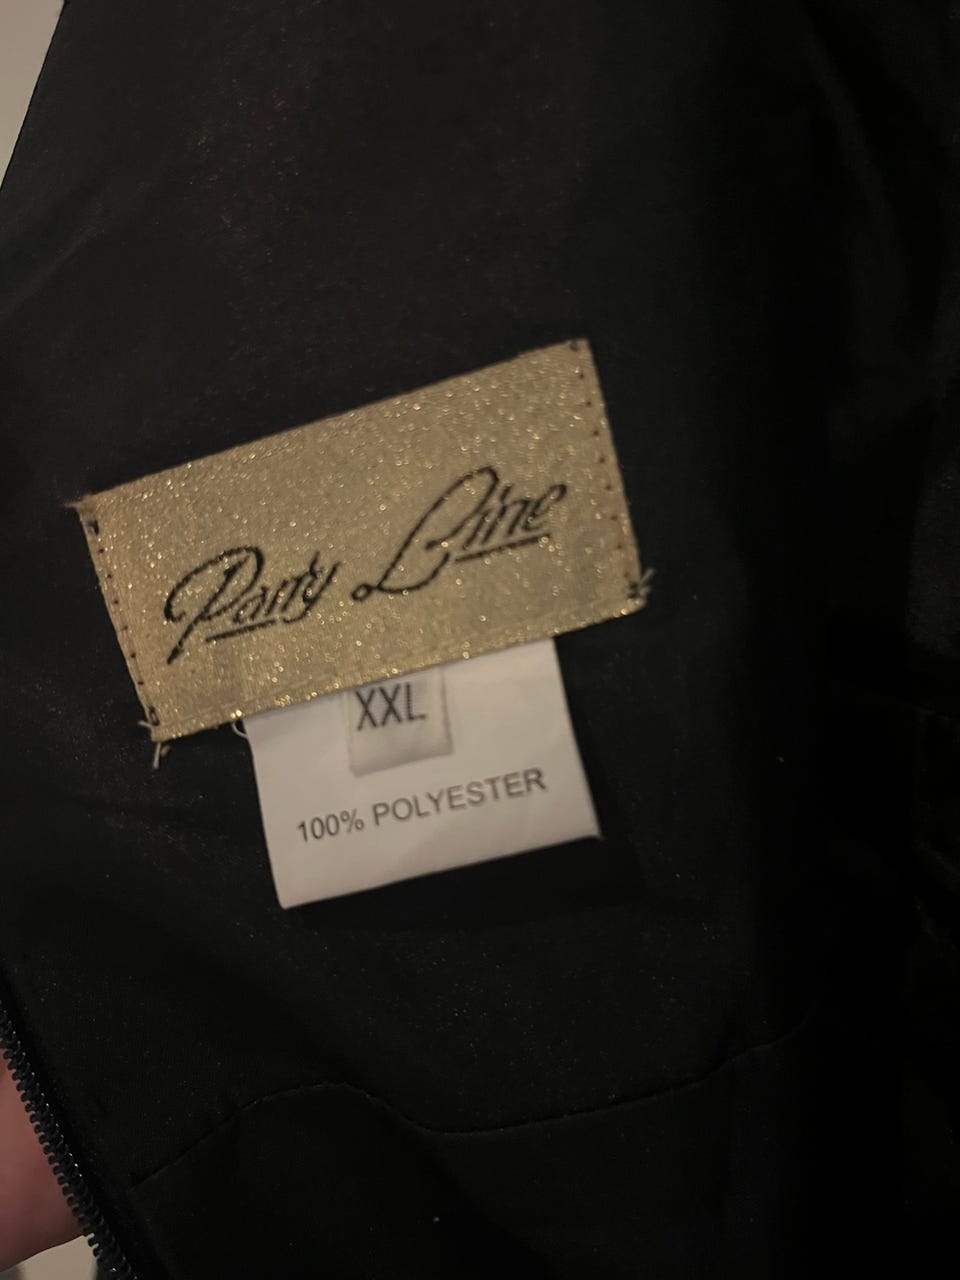 Party Line
XXL
100% POLYESTER